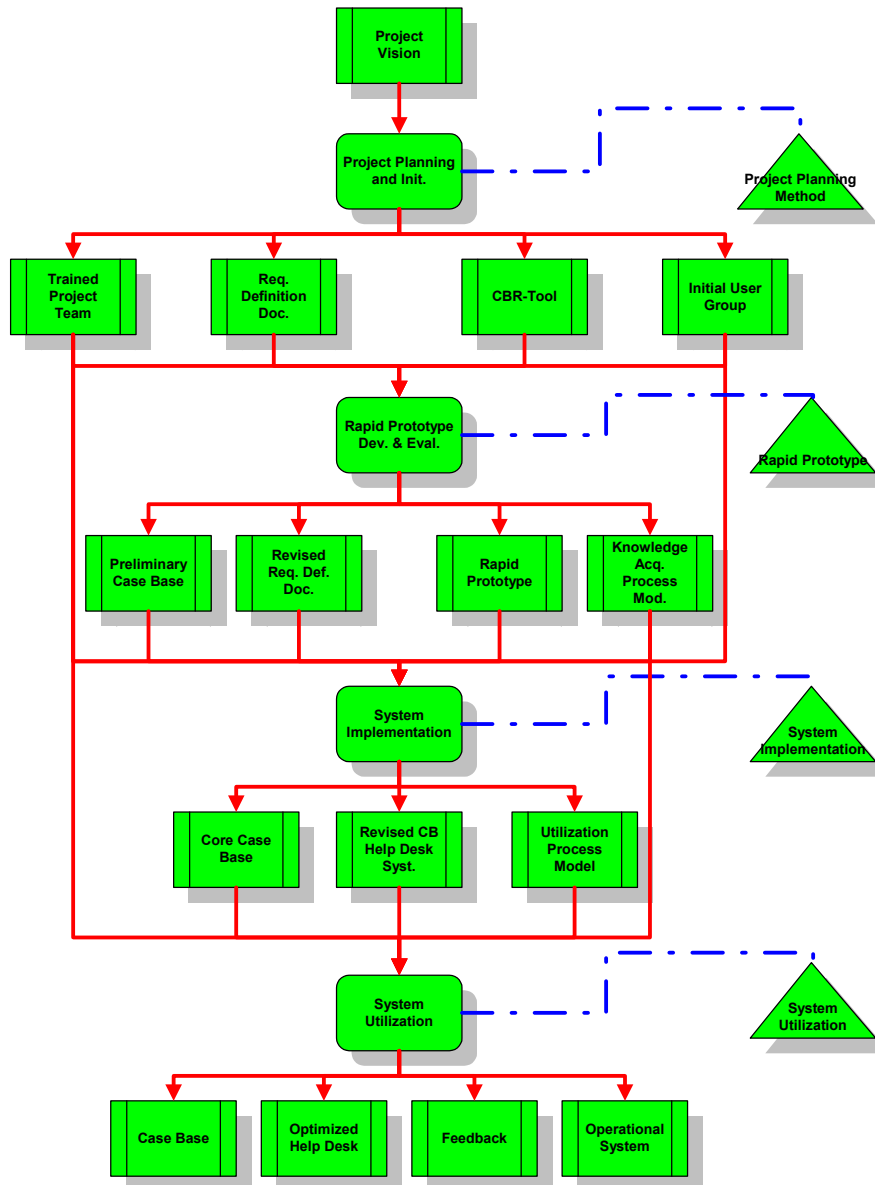 Project
Vision
Project Planning
and Init.
Project Planning
Method
Trained
Project
Team
Req.
Definition
Doc.
CBR-Tool
Initial User
Group
Rapid Prototype
Dev. & Eval.
Rapid Prototype
Preliminary
Case Base
Revised
Req. Def.
Doc.
Rapid
Prototype
Knowledge
Acq.
Process
Mod.
System
Implementation
System
Implementation
Core Case
Base
Revised CB
Help Desk
Syst.
Utilization
Process
Model
System
Utilization
System
Utilization
Case Base
Optimized
Help Desk
Feedback
Operational
System